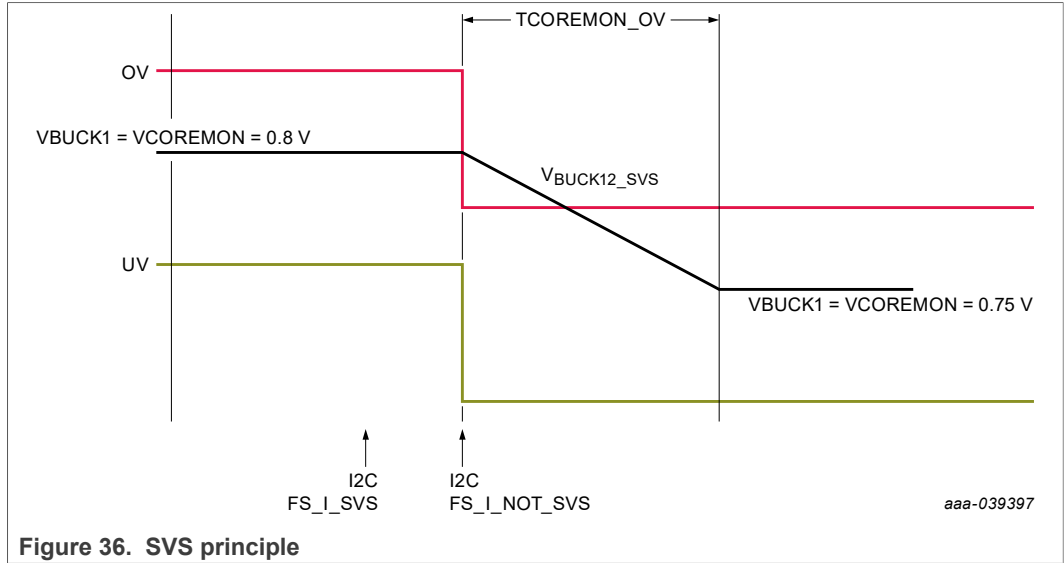 TCOREMON_OV
OV
VBUCK1 = VCOREMON = 0.8 V
VBUCK12_SVS
UV
VBUCK1 = VCOREMON = 0.75 V
I2C
FS_I_SVS
I2C
FS_I_NOT_SVS
aaa-039397
Figure 36. SVS principle